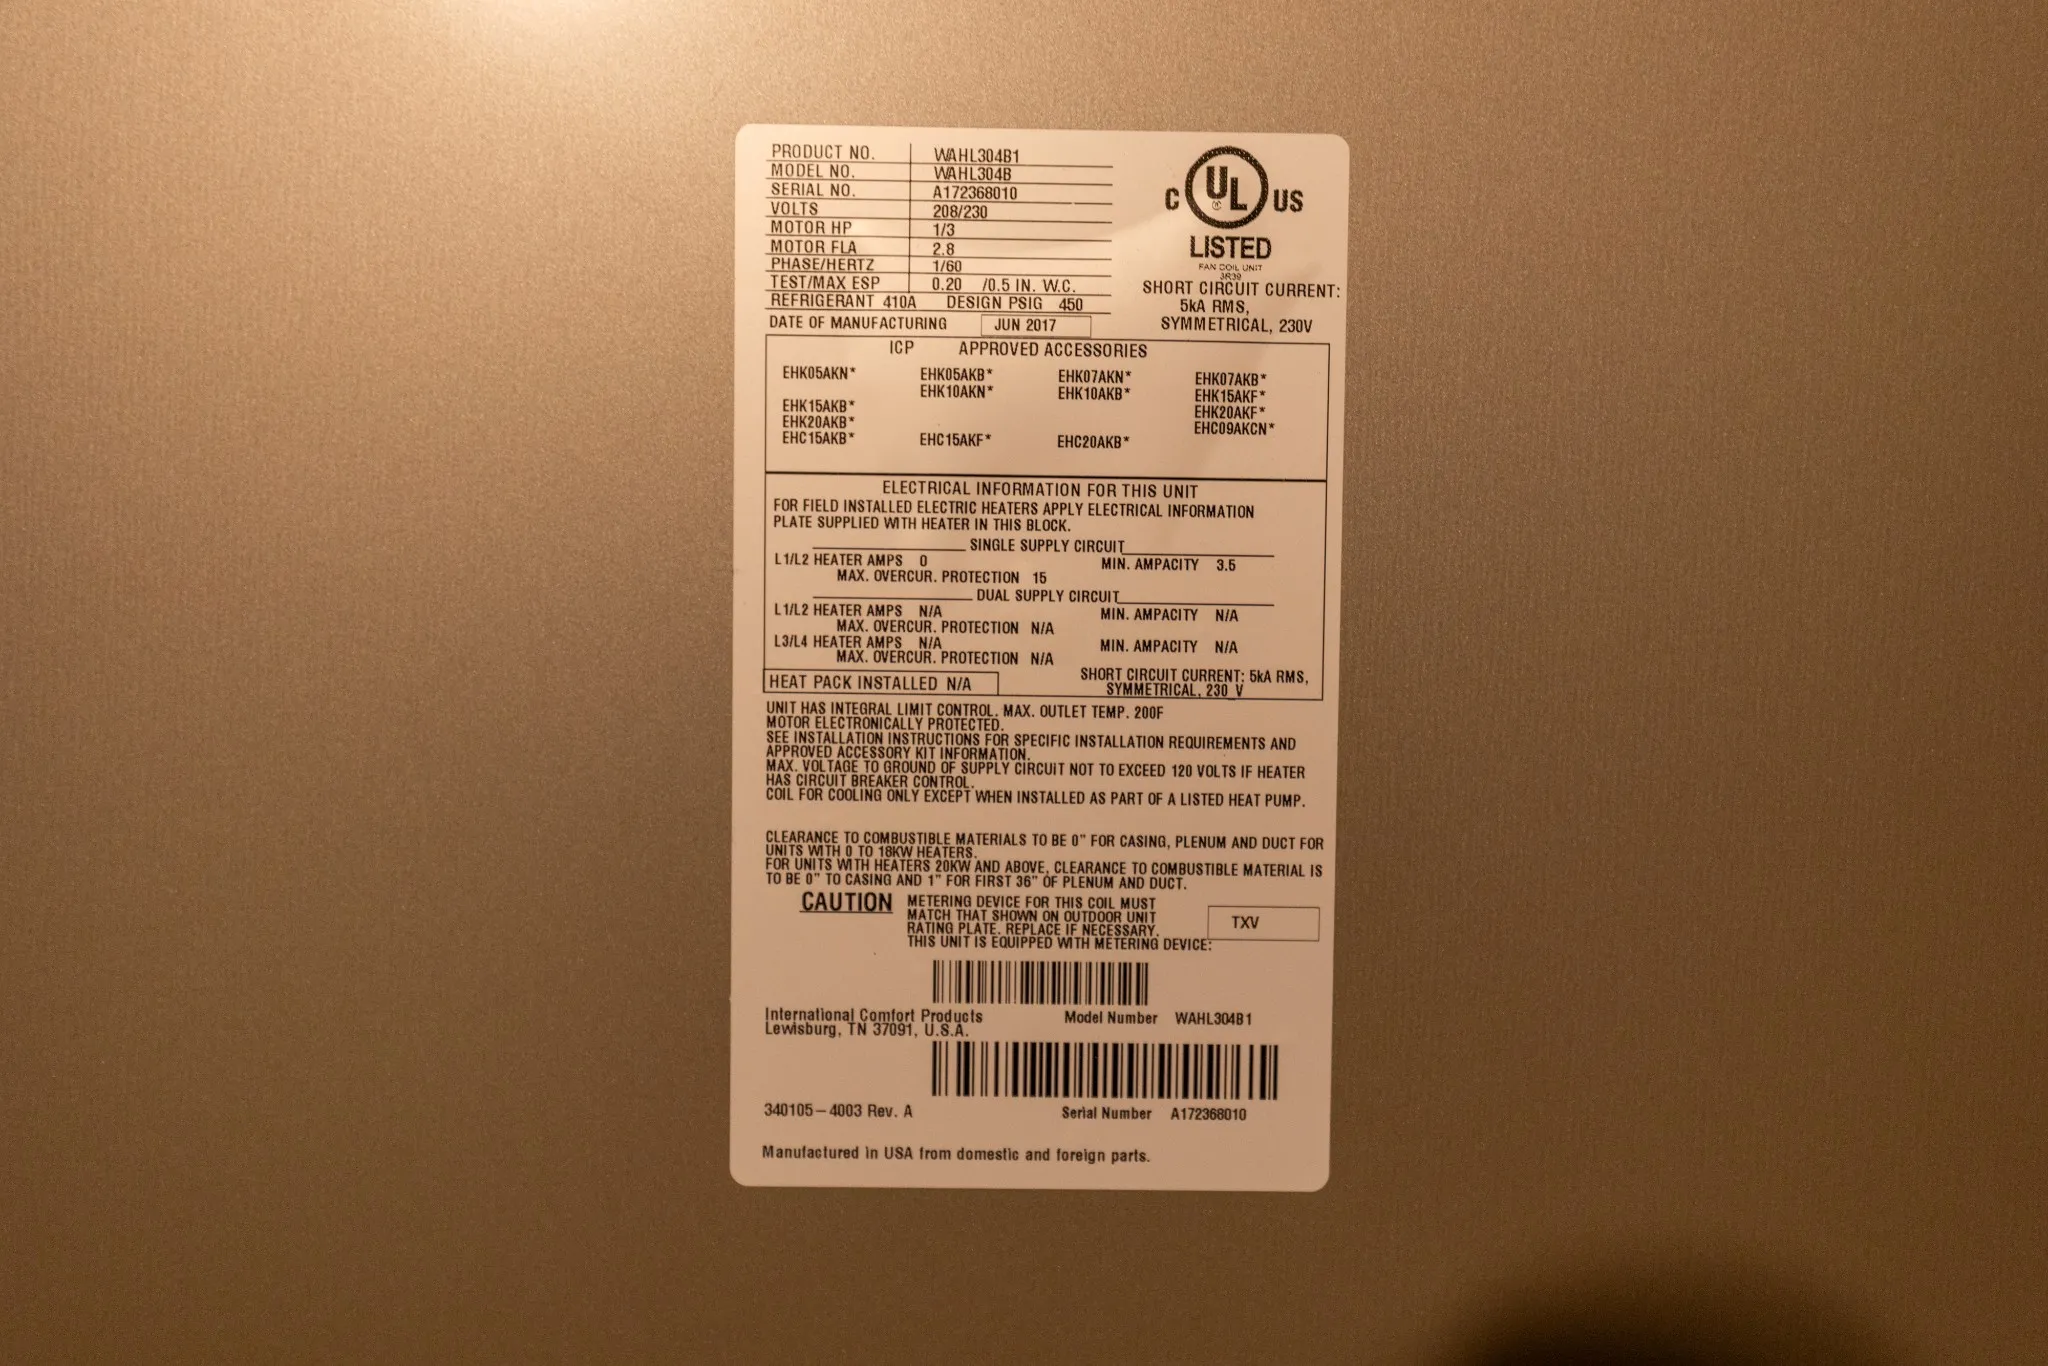 PRODUCT NO. WAHL304B1
MODEL NO. WAHL304B
SERIAL NO. A172368010
VOLTS 208/230
MOTOR HP 1/3
MOTOR FLA 2.8
PHASE/HERTZ 1/60
TEST/MAX ESP 0.20 /0.5 IN. W.C.
REFRIGERANT 410A DESIGN PSIG 450
DATE OF MANUFACTURING JUN 2017
C UL US
LISTED
FAN COIL UNIT
3R39
SHORT CIRCUIT CURRENT:
5kA RMS,
SYMMETRICAL, 230V
ICP APPROVED ACCESSORIES
EHK05AKN* EHK05AKB* EHK07AKN* EHK07AKB*
EHK10AKN* EHK10AKB* EHK15AKF*
EHK15AKB* EHK20AKF*
EHK20AKB* EHC09AKCN*
EHC15AKB* EHC15AKF* EHC20AKB*
ELECTRICAL INFORMATION FOR THIS UNIT
FOR FIELD INSTALLED ELECTRIC HEATERS APPLY ELECTRICAL INFORMATION
PLATE SUPPLIED WITH HEATER IN THIS BLOCK.
SINGLE SUPPLY CIRCUIT
L1/L2 HEATER AMPS 0 MIN. AMPACITY 3.5
MAX. OVERCUR. PROTECTION 15
DUAL SUPPLY CIRCUIT
L1/L2 HEATER AMPS N/A MIN. AMPACITY N/A
MAX. OVERCUR. PROTECTION N/A
L3/L4 HEATER AMPS N/A MIN. AMPACITY N/A
MAX. OVERCUR. PROTECTION N/A
HEAT PACK INSTALLED N/A
SHORT CIRCUIT CURRENT: 5kA RMS,
SYMMETRICAL, 230 V
UNIT HAS INTEGRAL LIMIT CONTROL. MAX. OUTLET TEMP. 200F
MOTOR ELECTRONICALLY PROTECTED.
SEE INSTALLATION INSTRUCTIONS FOR SPECIFIC INSTALLATION REQUIREMENTS AND
APPROVED ACCESSORY KIT INFORMATION.
MAX. VOLTAGE TO GROUND OF SUPPLY CIRCUIT NOT TO EXCEED 120 VOLTS IF HEATER
HAS CIRCUIT BREAKER CONTROL.
COIL FOR COOLING ONLY EXCEPT WHEN INSTALLED AS PART OF A LISTED HEAT PUMP.
CLEARANCE TO COMBUSTIBLE MATERIALS TO BE 0" FOR CASING, PLENUM AND DUCT FOR
UNITS WITH 0 TO 18KW HEATERS.
FOR UNITS WITH HEATERS 20KW AND ABOVE, CLEARANCE TO COMBUSTIBLE MATERIAL IS
TO BE 0" TO CASING AND 1" FOR FIRST 36" OF PLENUM AND DUCT.
CAUTION METERING DEVICE FOR THIS COIL MUST
MATCH THAT SHOWN ON OUTDOOR UNIT
RATING PLATE. REPLACE IF NECESSARY.
THIS UNIT IS EQUIPPED WITH METERING DEVICE:
TXV
International Comfort Products
Lewisburg, TN 37091, U.S.A.
Model Number WAHL304B1
340105-4003 Rev. A
Serial Number A172368010
Manufactured in USA from domestic and foreign parts.